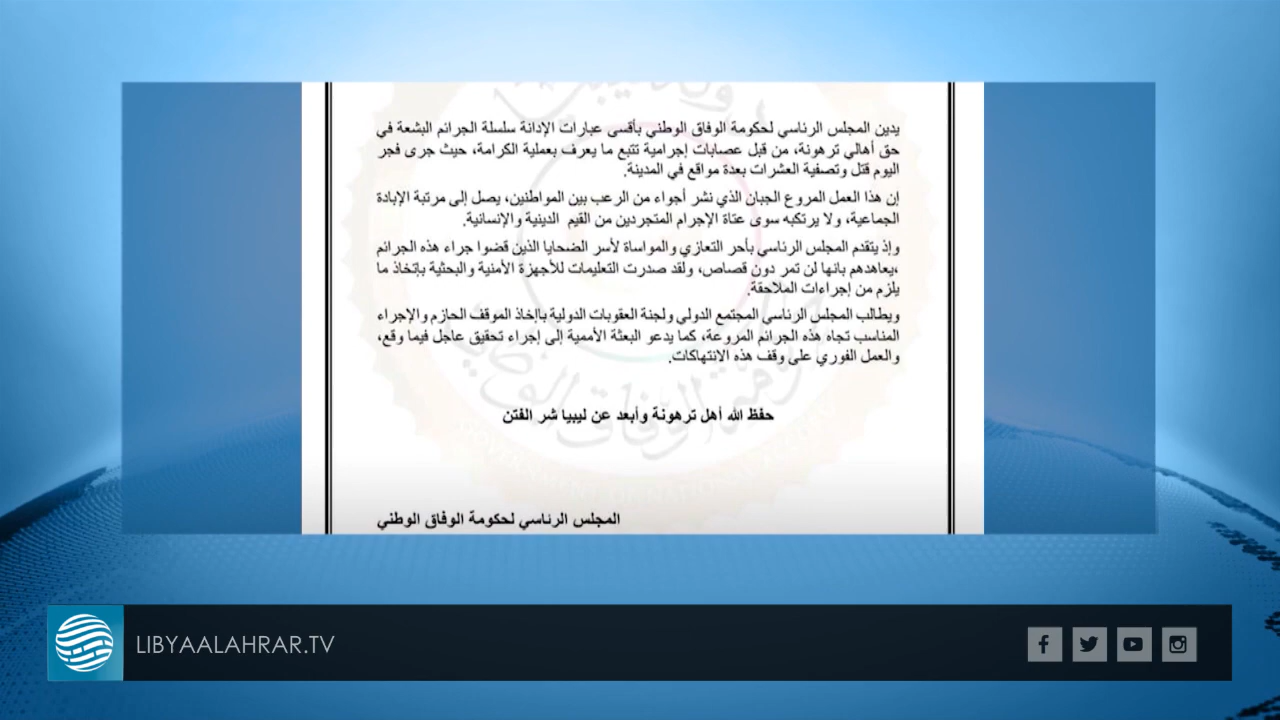 يدين المجلس الرئاسي لحكومة الوفاق الوطني بأقسى عبارات الإدانة سلسلة الجرائم البشعة في
حق أهالي ترهونة، من قبل عصابات إجرامية تتبع ما يعرف بعملية الكرامة، حيث جرى فجر
اليوم قتل وتصفية العشرات بعدة مواقع في المدينة.
إن هذا العمل المروع الجبان الذي نشر أجواء من الرعب بين المواطنين، يصل إلى مرتبة الإبادة
الجماعية، ولا يرتكبه سوى عتاة الإجرام المتجردين من القيم الدينية والإنسانية.
وإذ يتقدم المجلس الرئاسي بأحر التعازي والمواساة لأسر الضحايا الذين قضوا جراء هذه الجرائم
،يعاهدهم بانها لن تمر دون قصاص، ولقد صدرت التعليمات للأجهزة الأمنية والبحثية بإتخاذ ما
يلزم من إجراءات الملاحقة.
ويطالب المجلس الرئاسي المجتمع الدولي ولجنة العقوبات الدولية بااخاذ الموقف الحازم والإجراء
المناسب تجاه هذه الجرائم المروعة، كما يدعو البعثة الأممية إلى إجراء تحقيق عاجل فيما وقع،
والعمل الفوري على وقف هذه الانتهاكات.
حفظ الله أهل ترهونة وأبعد عن ليبيا شر الفتن
المجلس الرئاسي لحكومة الوفاق الوطني
LIBYAALAHRAR.TV